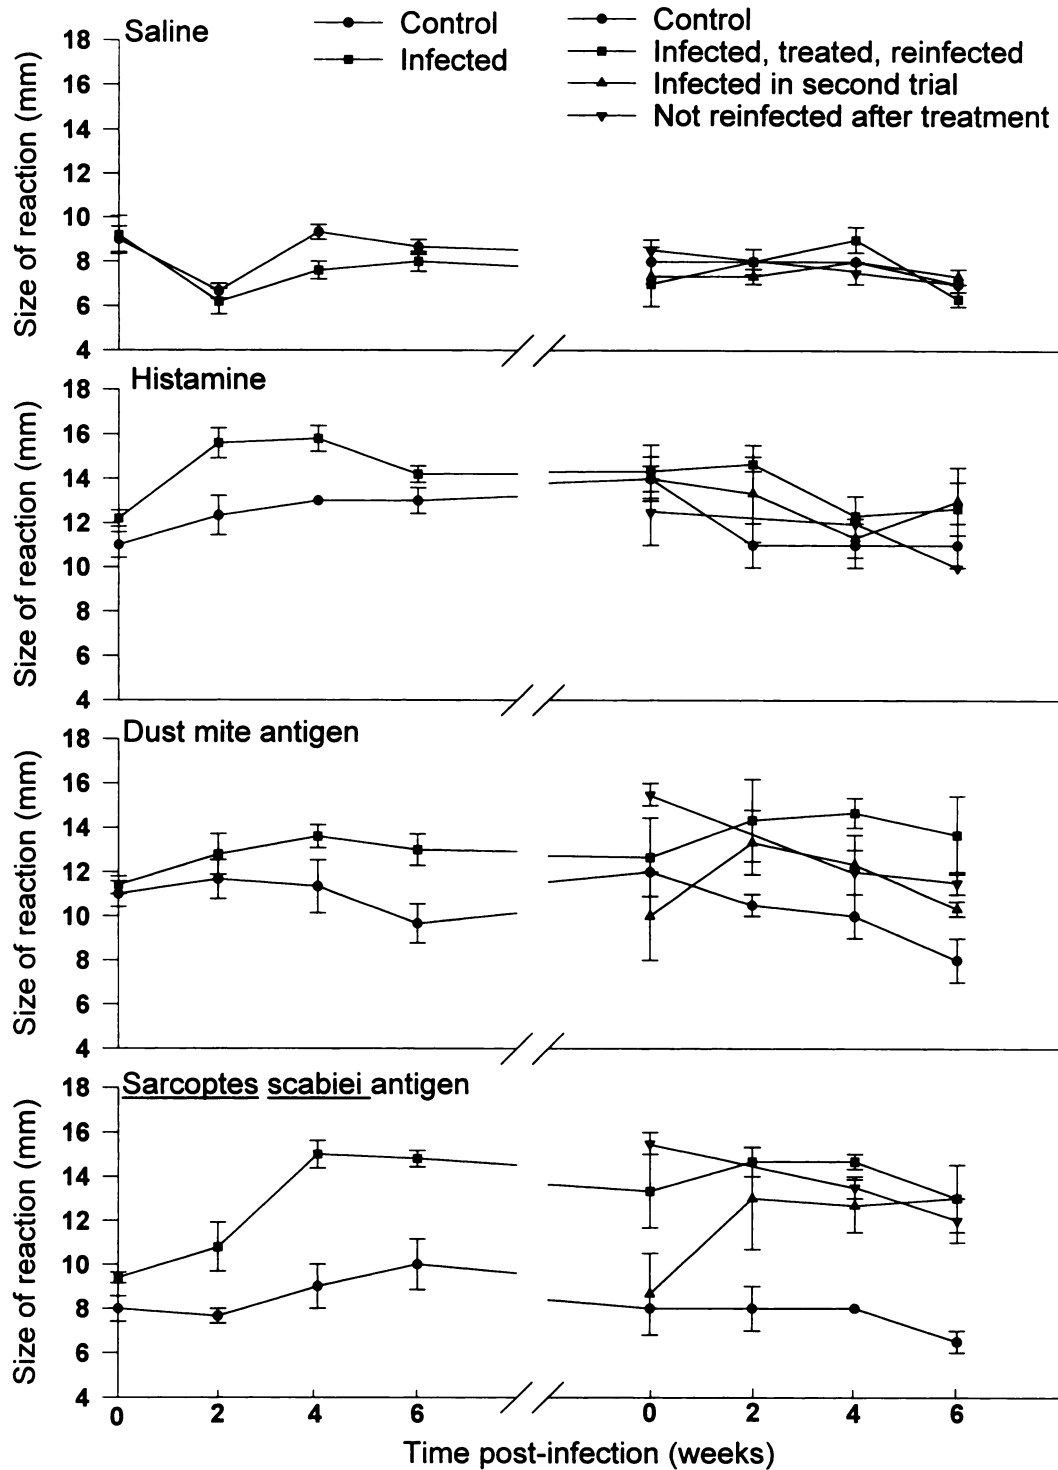 Saline
Control
Infected
Control
Infected, treated, reinfected
Infected in second trial
Not reinfected after treatment
Size of reaction (mm)
18
16
14
12
10
8
6
4
Histamine
Size of reaction (mm)
18
16
14
12
10
8
6
4
Dust mite antigen
Size of reaction (mm)
18
16
14
12
10
8
6
4
Sarcoptes scabiei antigen
Size of reaction (mm)
18
16
14
12
10
8
6
4
0 2 4 6 0 2 4 6
Time post-infection (weeks)